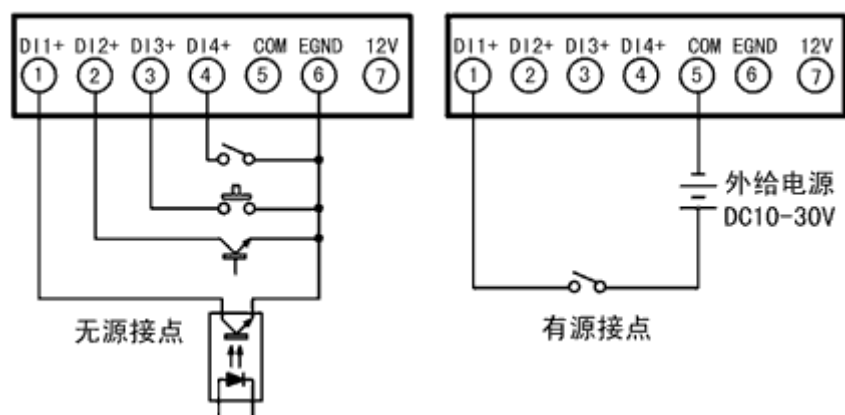 DI1+ DI2+ DI3+ DI4+ COM EGND 12V
1 2 3 4 5 6 7
无源接点
DI1+ DI2+ DI3+ DI4+ COM EGND 12V
1 2 3 4 5 6 7
外给电源
DC10-30V
有源接点